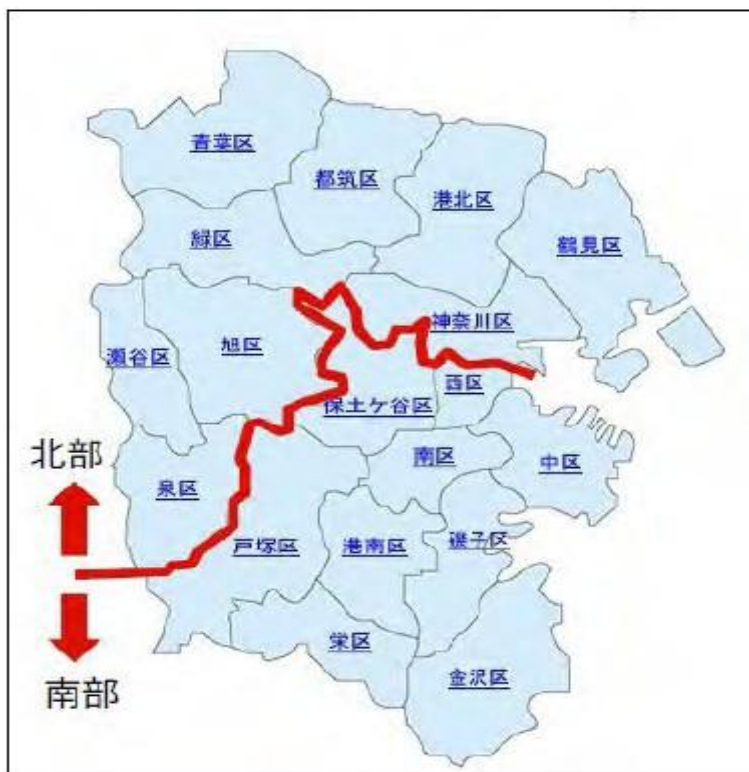 青葉区
都筑区
港北区
緑区
鶴見区
神奈川区
旭区
瀬谷区
西区
保土ケ谷区
北部
泉区
南区
中区
戸塚区
港南区
磯子区
栄区
南部
金沢区